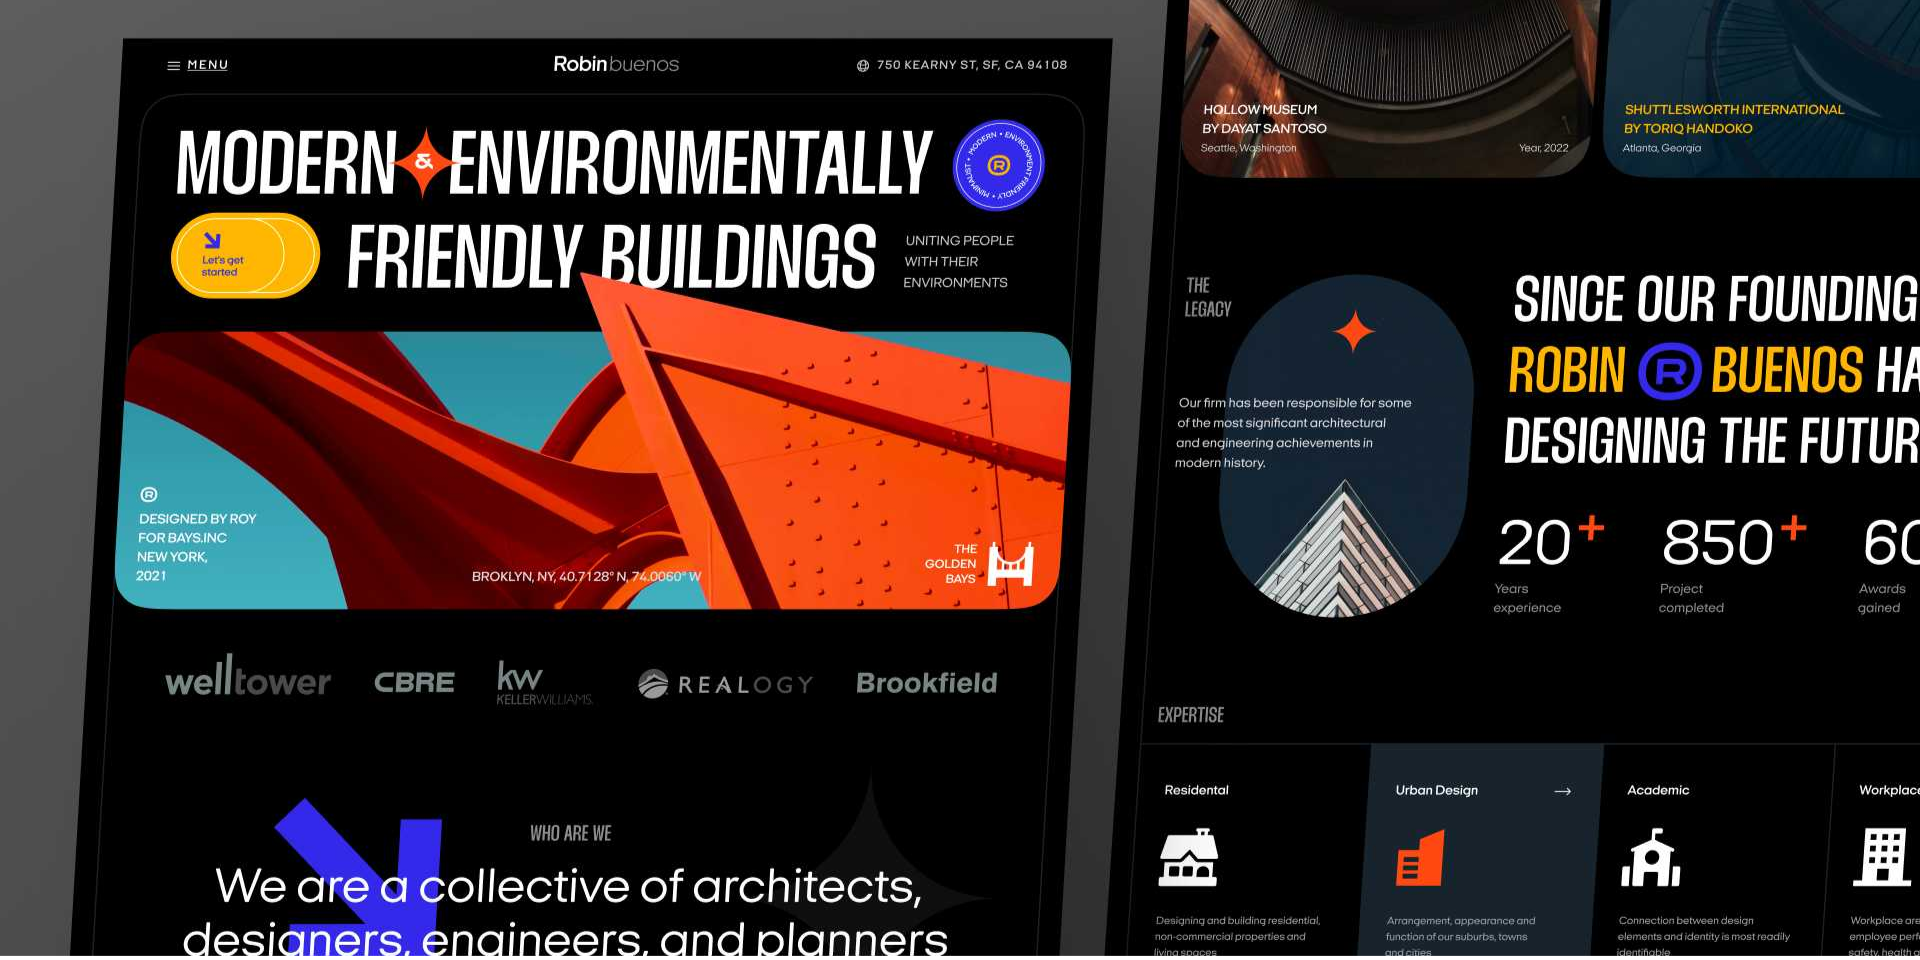 MENU
Robin buenos
750 KEARNY ST, SF, CA 94108
MODERN & ENVIRONMENTALLY
MODERN • ENVIRONMENT FRIENDLY • MINIMALIST •
R
Let's get
started
FRIENDLY BUILDINGS
UNITING PEOPLE
WITH THEIR
ENVIRONMENTS
R
DESIGNED BY ROY
FOR BAYS.INC
NEW YORK,
2021
BROKLYN, NY, 40.7128° N, 74.0060° W
THE
GOLDEN
BAYS
welltower
CBRE
kw
KELLERWILLIAMS.
REALOGY
Brookfield
WHO ARE WE
We are a collective of architects,
designers, engineers, and planners
HOLLOW MUSEUM
BY DAYAT SANTOSO
Seattle, Washington
Year, 2022
SHUTTLESWORTH INTERNATIONAL
BY TORIQ HANDOKO
Atlanta, Georgia
THE
LEGACY
Our firm has been responsible for some
of the most significant architectural
and engineering achievements in
modern history.
SINCE OUR FOUNDING
ROBIN R BUENOS HA
DESIGNING THE FUTUR
20+
Years
experience
850+
Project
completed
60
Awards
gained
EXPERTISE
Residental
Designing and building residential,
non-commercial properties and
living spaces
Urban Design →
Arrangement, appearance and
function of our suburbs, towns
and cities
Academic
Connection between design
elements and identity is most readily
identifiable
Workplace
Workplace are
employee perf
safety, health a